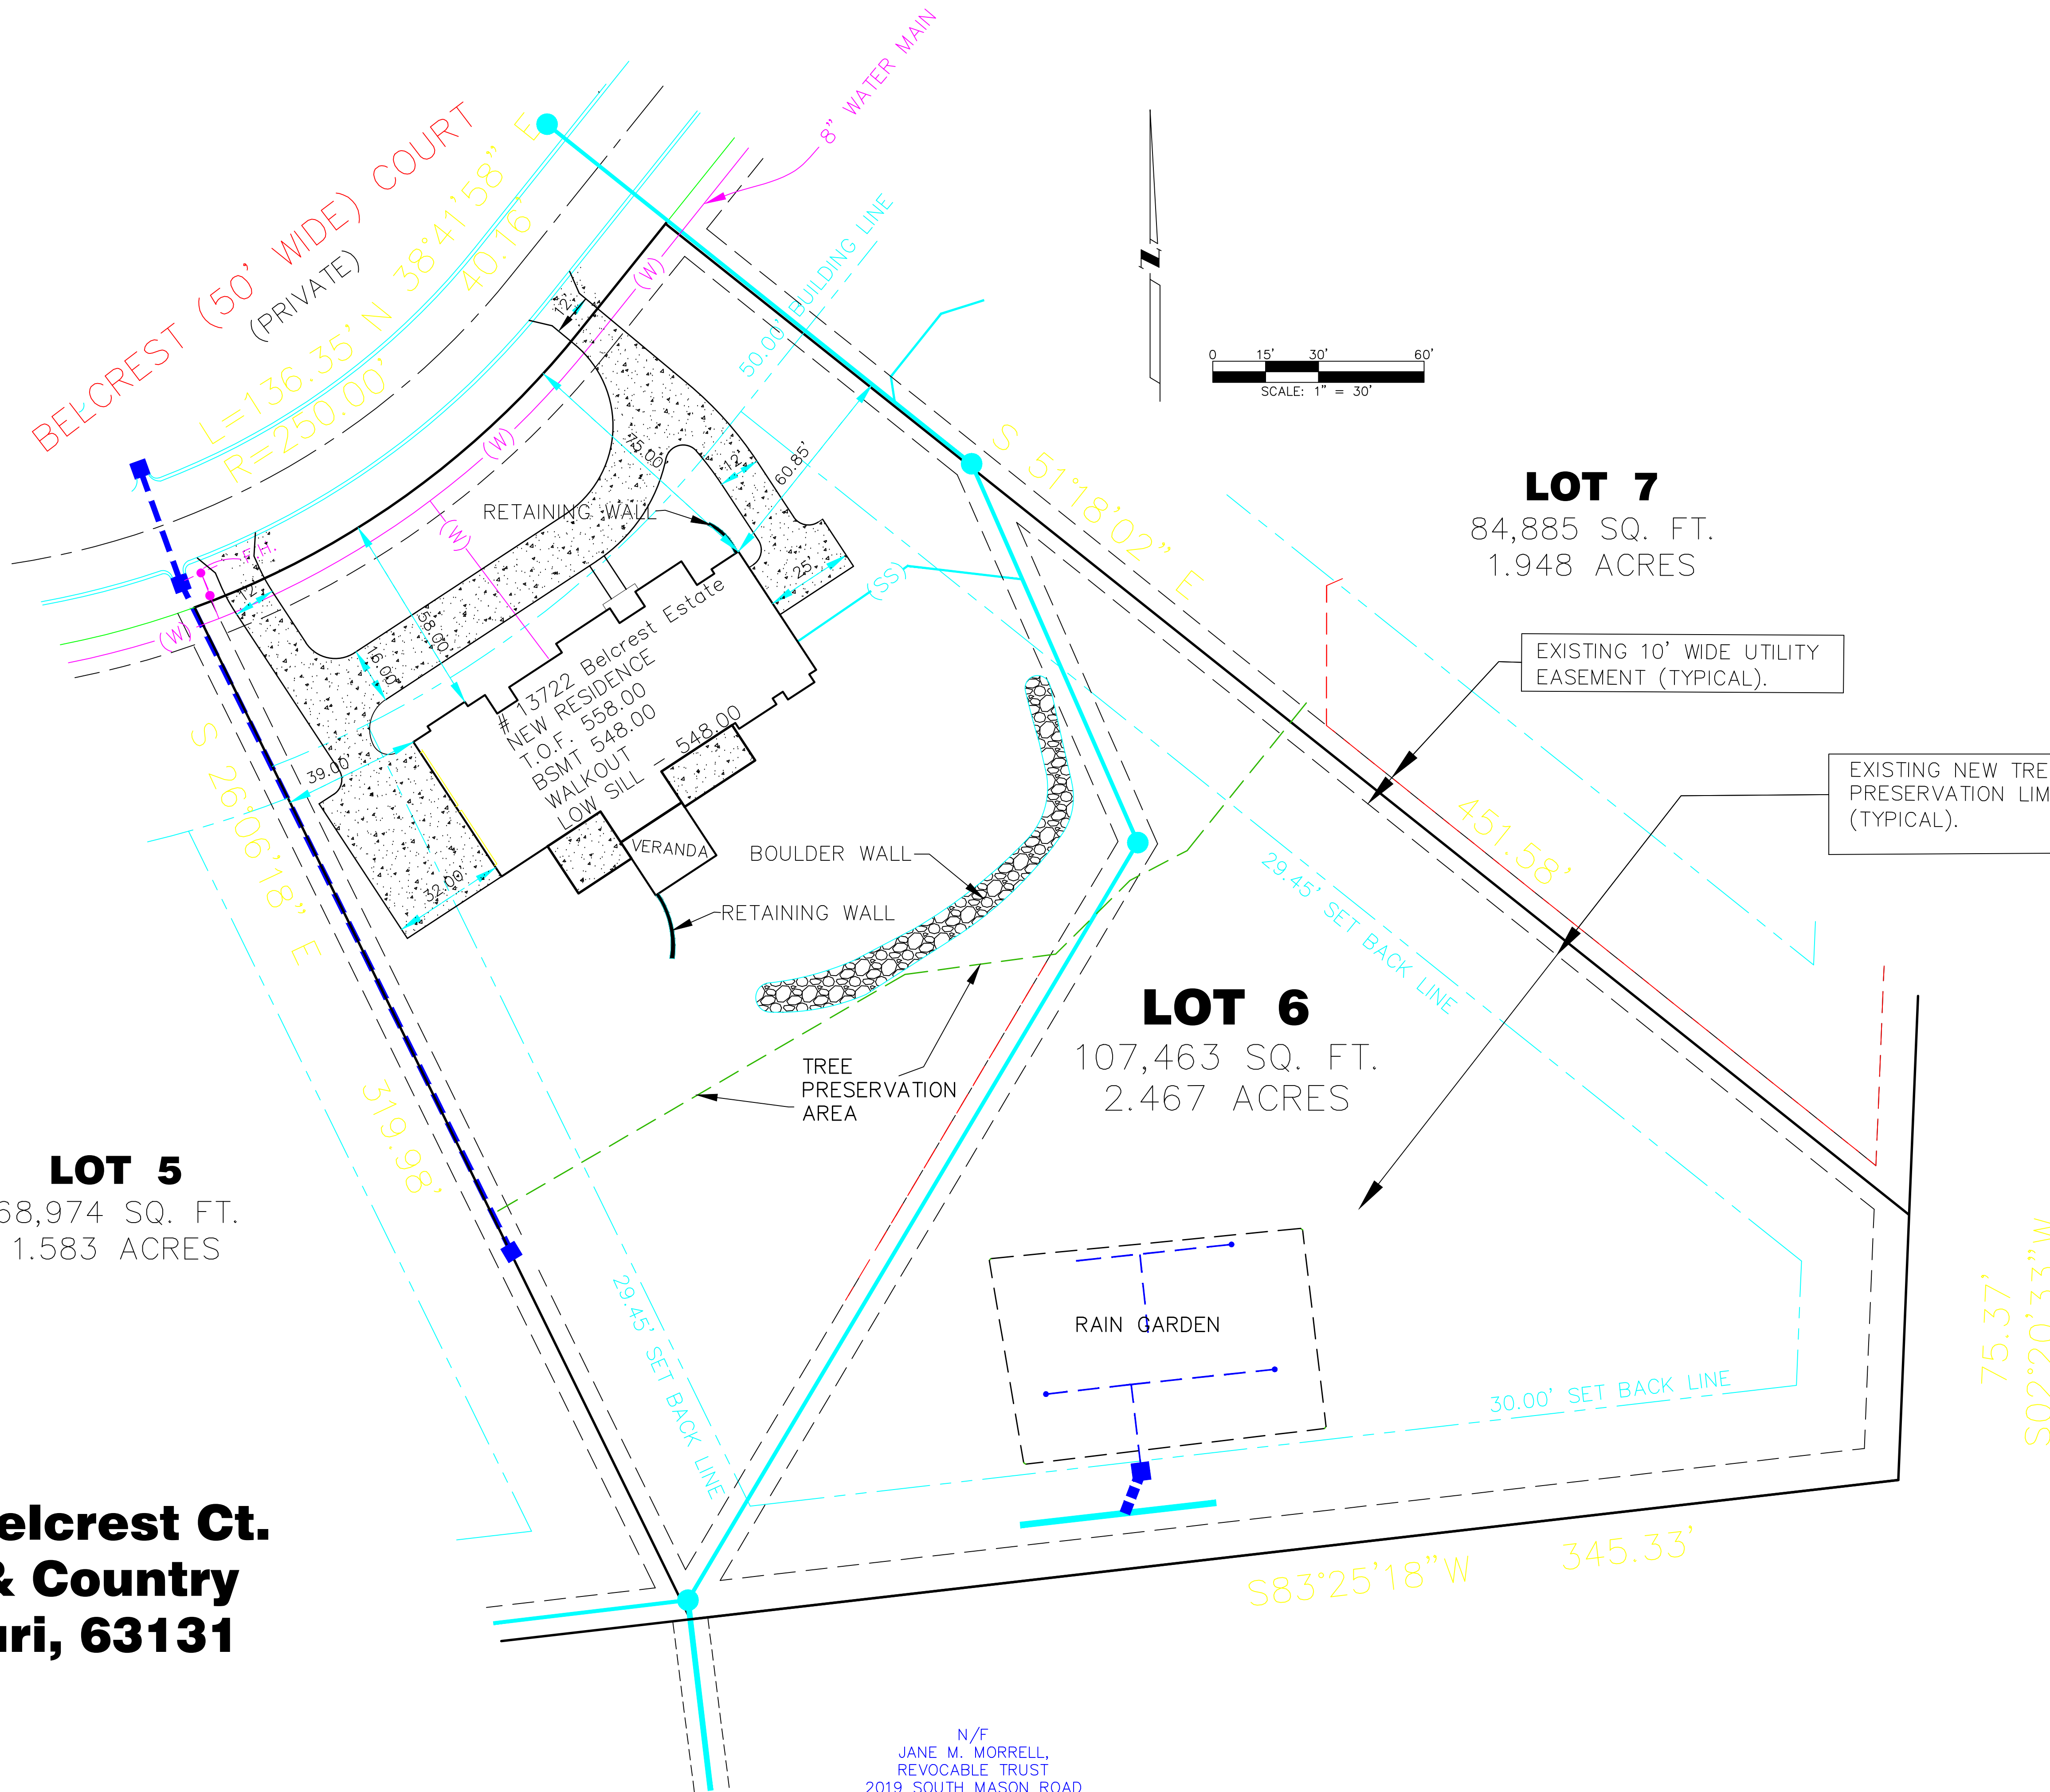 BELCREST (50' WIDE) COURT
(PRIVATE)
L=136.35' N 38°41'58" E
R=250.00' 40.16'
8" WATER MAIN
50.00' BUILDING LINE
(W)
(W)
(W)
(W)
F.H.
12'
12'
12'
75.00
60.85'
58.00
16.00'
25'
39.00
32.00
RETAINING WALL
# 13722 Belcrest Estate
NEW RESIDENCE
T.O.F. 558.00
BSMT 548.00
WALKOUT
LOW SILL – 548.00
(SS)
VERANDA
BOULDER WALL
RETAINING WALL
TREE
PRESERVATION
AREA
N
0 15' 30' 60'
SCALE: 1" = 30'
S 51°18'02" E
451.58'
LOT 7
84,885 SQ. FT.
1.948 ACRES
EXISTING 10' WIDE UTILITY
EASEMENT (TYPICAL).
EXISTING NEW TRE
PRESERVATION LIM
(TYPICAL).
29.45' SET BACK LINE
LOT 6
107,463 SQ. FT.
2.467 ACRES
S 26°06'18" E
319.98'
LOT 5
68,974 SQ. FT.
1.583 ACRES
29.45' SET BACK LINE
RAIN GARDEN
30.00' SET BACK LINE
75.37'
S02°20'33"W
S83°25'18"W 345.33'
elcrest Ct.
& Country
uri, 63131
N/F
JANE M. MORRELL,
REVOCABLE TRUST
2019 SOUTH MASON ROAD